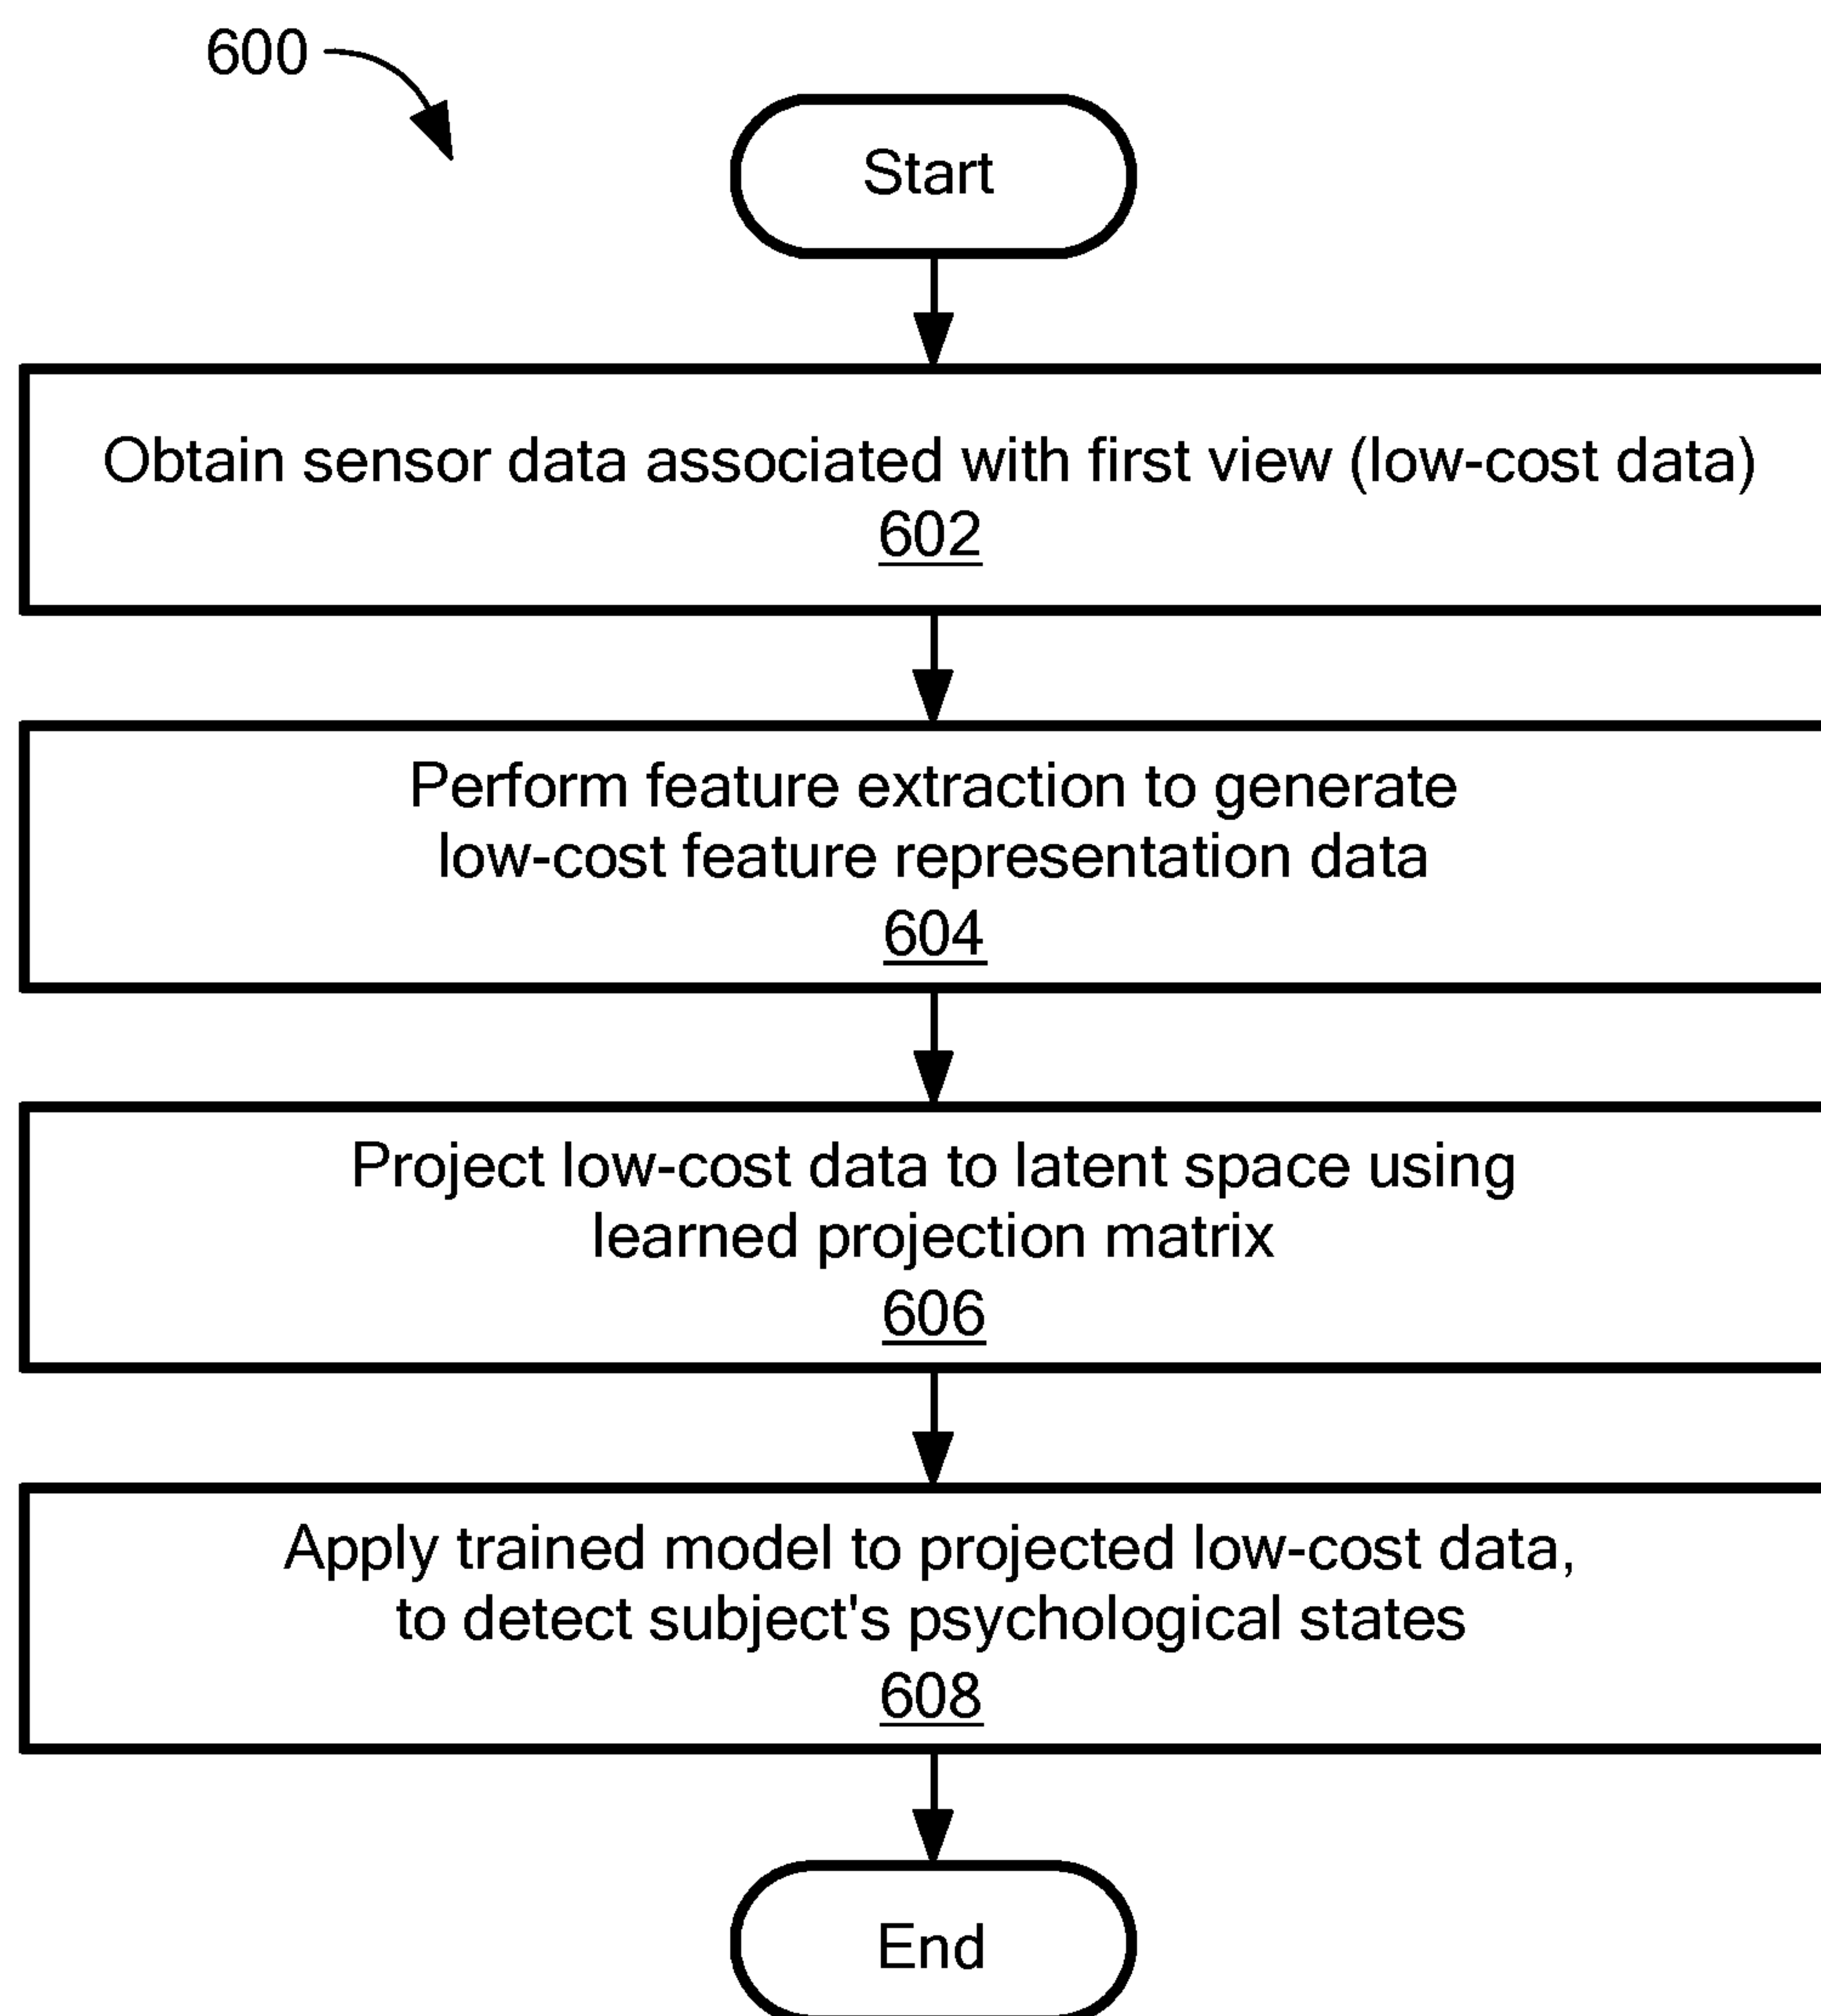 600
Start
Obtain sensor data associated with first view (low-cost data)
602
Perform feature extraction to generate
low-cost feature representation data
604
Project low-cost data to latent space using
learned projection matrix
606
Apply trained model to projected low-cost data,
to detect subject's psychological states
608
End